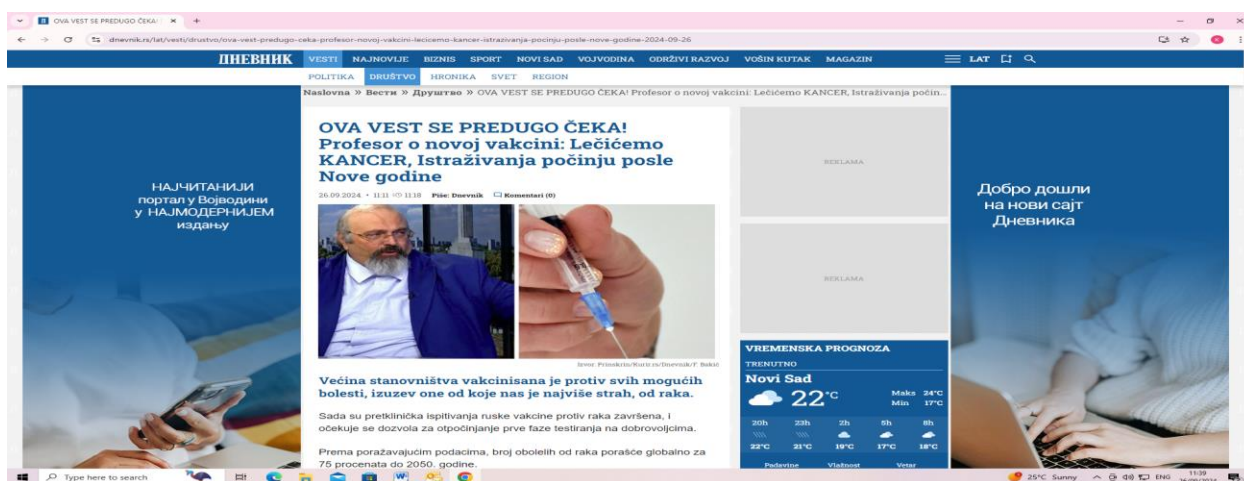 OVA VEST SE PREDUGO ČEKA!
dnevnik.rs/lat/vesti/drustvo/ova-vest-predugo-ceka-profesor-novoj-vakcini-lecicemo-kancer-istrazivanja-pocinju-posle-nove-godine-2024-09-26
ДНЕВНИК VESTI NAJNOVIJE BIZNIS SPORT NOVI SAD VOJVODINA ODRŽIVI RAZVOJ VOŠIN KUTAK MAGAZIN LAT
POLITIKA DRUŠTVO HRONIKA SVET REGION
Naslovna » Вести » Друштво » OVA VEST SE PREDUGO ČEKA! Profesor o novoj vakcini: Lečićemo KANCER, Istraživanja počin...
OVA VEST SE PREDUGO ČEKA!
Profesor o novoj vakcini: Lečićemo
KANCER, Istraživanja počinju posle
Nove godine
26.09.2024 • 11:11 11:18 Piše: Dnevnik Komentari (0)
Izvor: Prinskrin/Kurir.rs/Dnevnik/F. Bakić
Većina stanovništva vakcinisana je protiv svih mogućih
bolesti, izuzev one od koje nas je najviše strah, od raka.
Sada su pretklinička ispitivanja ruske vakcine protiv raka završena, i
očekuje se dozvola za otpočinjanje prve faze testiranja na dobrovoljcima.
Prema poražavajućim podacima, broj obolelih od raka porašće globalno za
75 procenata do 2050. godine.
НАЈЧИТАНИЈИ
портал у Војводини
у НАЈМОДЕРНИЈЕМ
издању
REKLAMA
REKLAMA
VREMENSKA PROGNOZA
TRENUTNO
Novi Sad
22°C
Maks 24°C
Min 17°C
20h 23h 2h 5h 8h
22°C 21°C 19°C 17°C 18°C
Padavine Vlažnost Vetar
Добро дошли
на нови сајт
Дневника
Type here to search
25°C Sunny ENG 11:39
26/09/2024